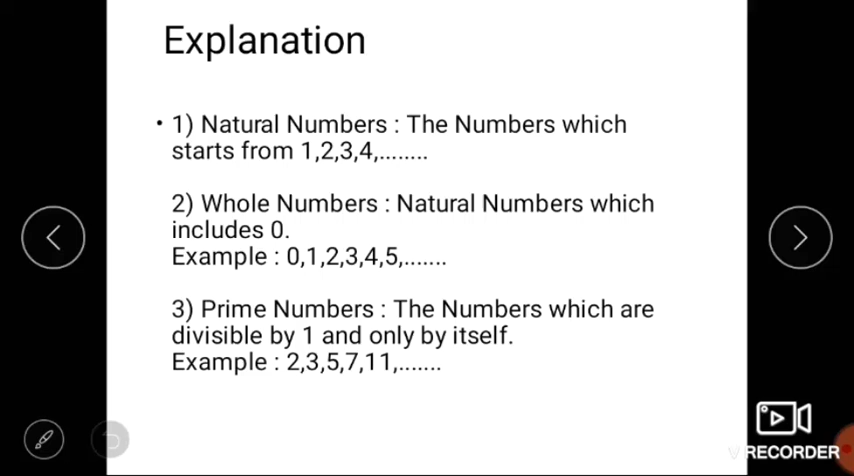 Explanation
• 1) Natural Numbers : The Numbers which
starts from 1,2,3,4,........
2) Whole Numbers : Natural Numbers which
includes 0.
Example : 0,1,2,3,4,5,.......
3) Prime Numbers : The Numbers which are
divisible by 1 and only by itself.
Example : 2,3,5,7,11,.......
V RECORDER